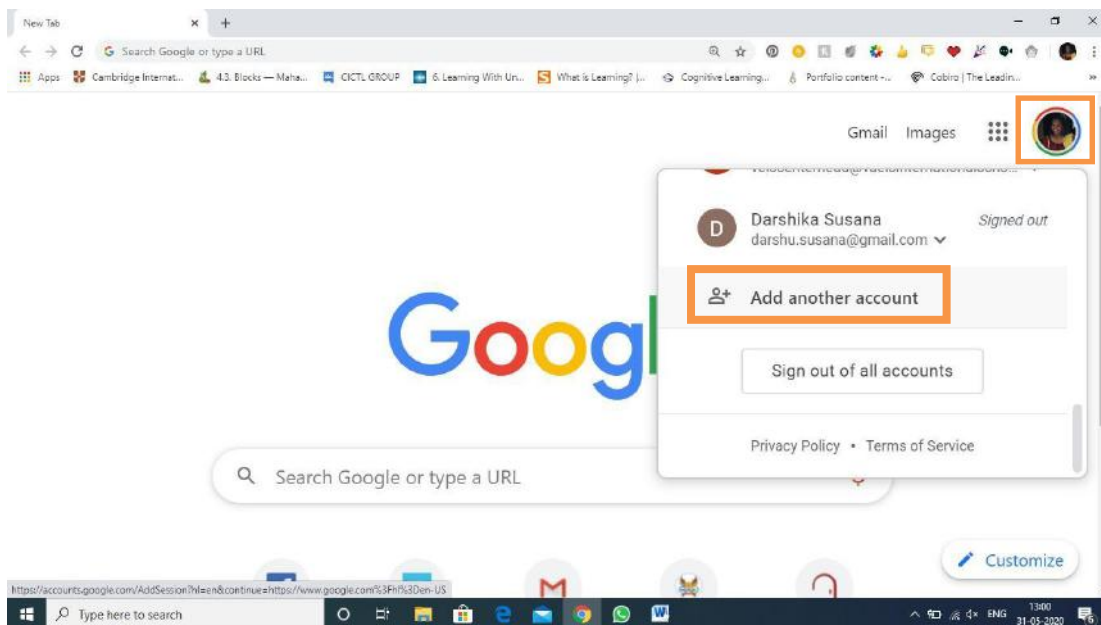 New Tab
Search Google or type a URL
Apps Cambridge Internat... 4.3. Blocks — Maha... CICTL GROUP 6. Learning With Un... What is Learning? |... Cognitive Learning... Portfolio content -... Cobiro | The Leadin... »
Gmail Images
D Darshika Susana Signed out
darshu.susana@gmail.com
Add another account
Google
Sign out of all accounts
Privacy Policy • Terms of Service
Search Google or type a URL
Customize
https://accounts.google.com/AddSession?hl=en&continue=https://www.google.com%3Fhl%3Den-US
Type here to search
ENG 13:00
31-05-2020